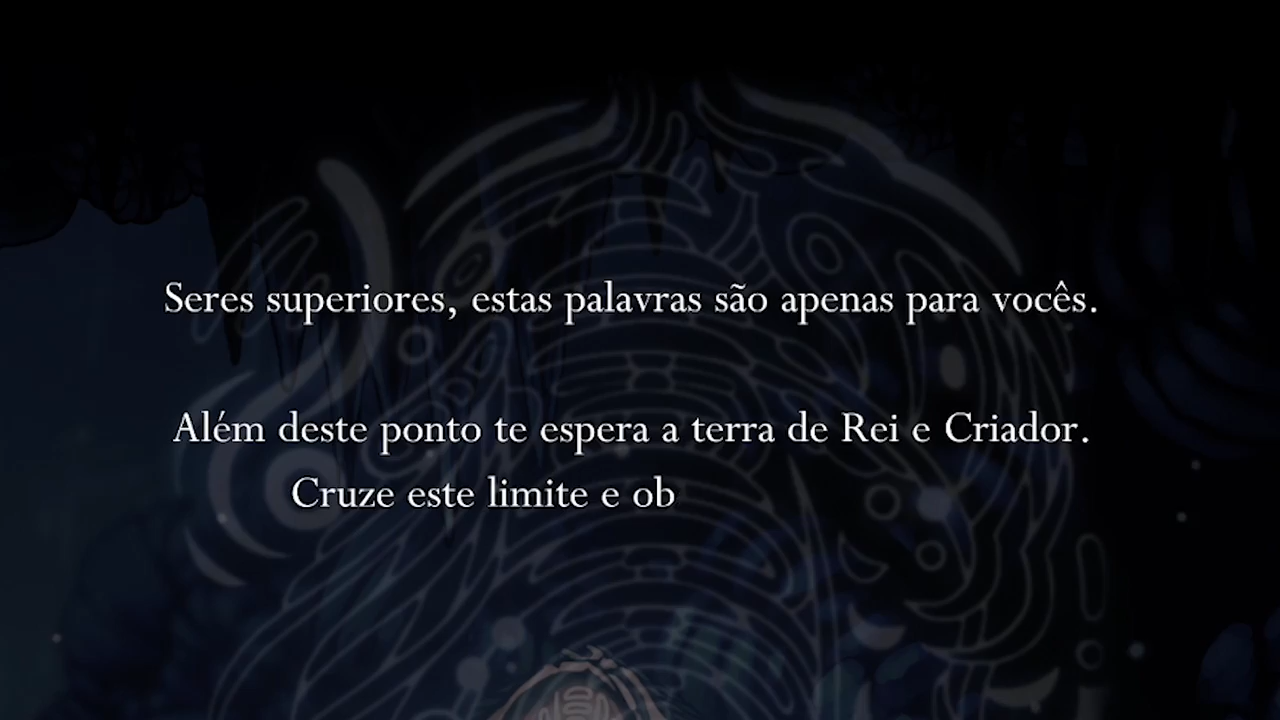 Seres superiores, estas palavras são apenas para vocês.
Além deste ponto te espera a terra de Rei e Criador.
Cruze este limite e ob